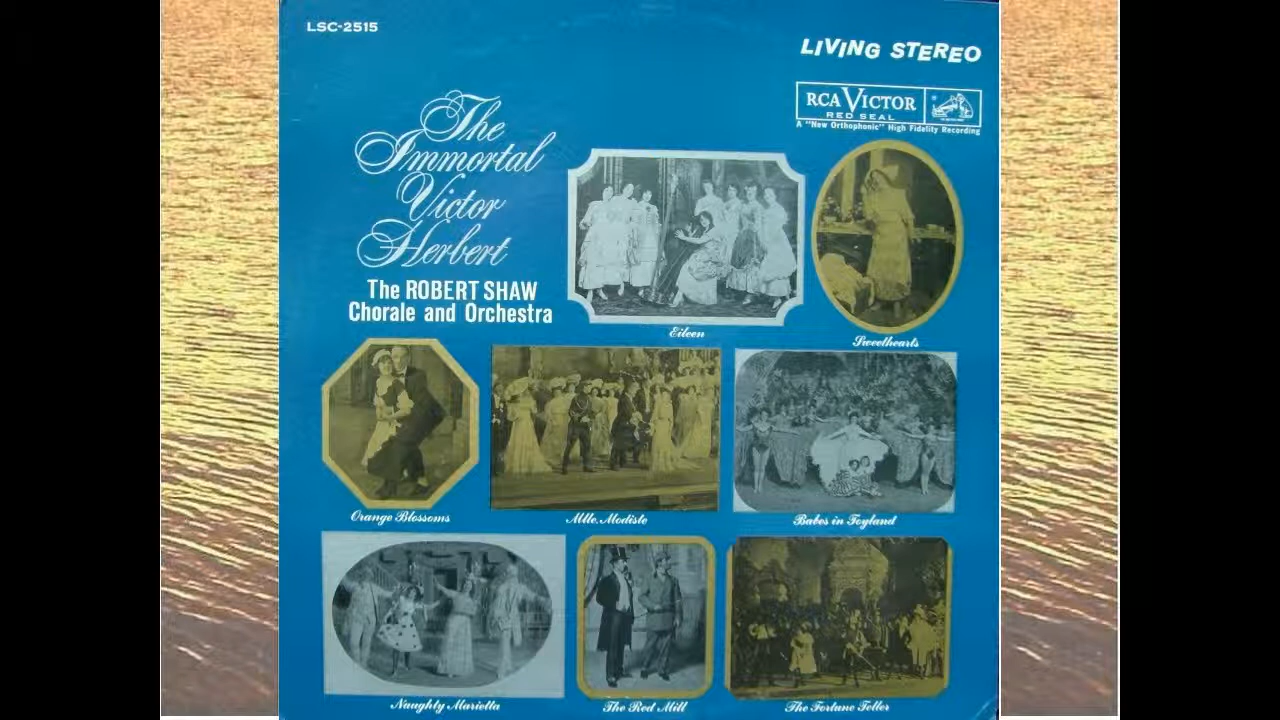 LSC-2515
LIVING STEREO
RCA VICTOR
RED SEAL
A "New Orthophonic" High Fidelity Recording
The
Immortal
Victor
Herbert
The ROBERT SHAW
Chorale and Orchestra
Eileen
Sweethearts
Orange Blossoms
Mlle. Modiste
Babes in Toyland
Naughty Marietta
The Red Mill
The Fortune Teller